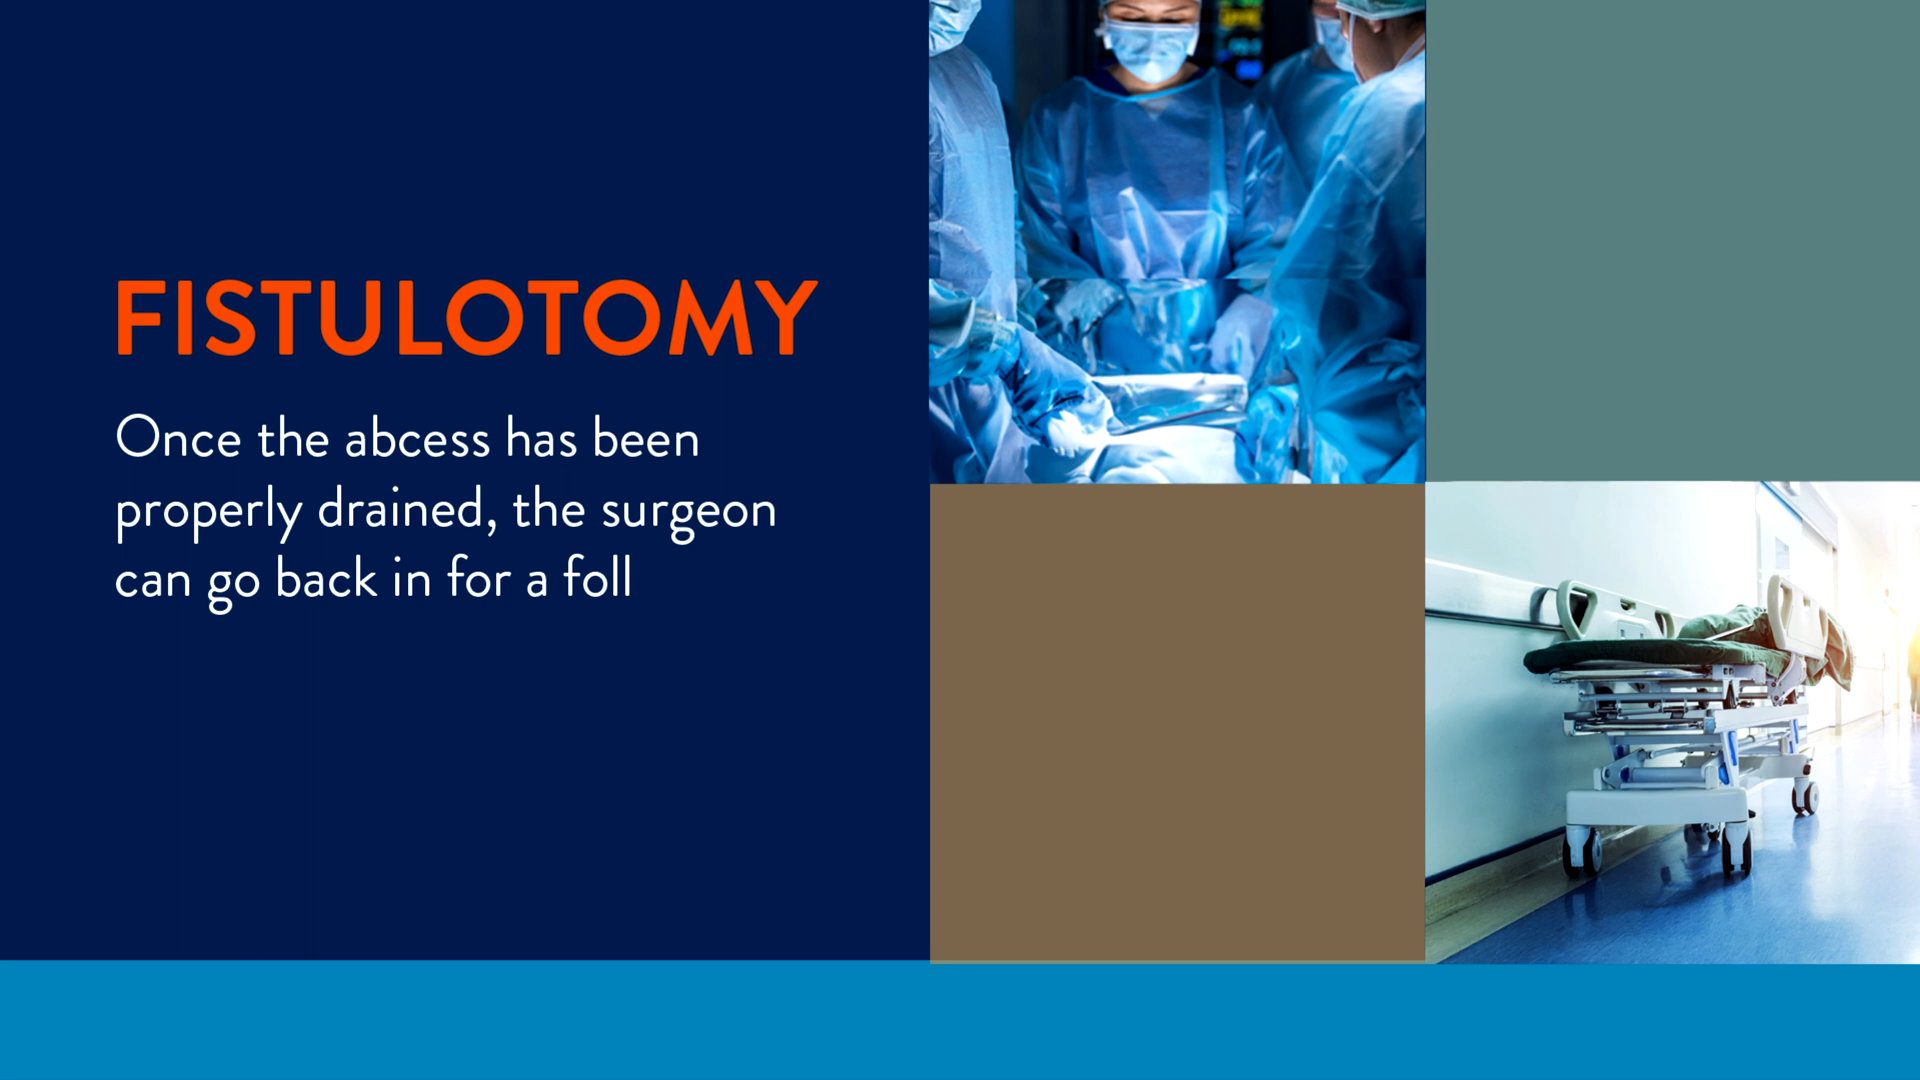 FISTULOTOMY
Once the abcess has been
properly drained, the surgeon
can go back in for a foll